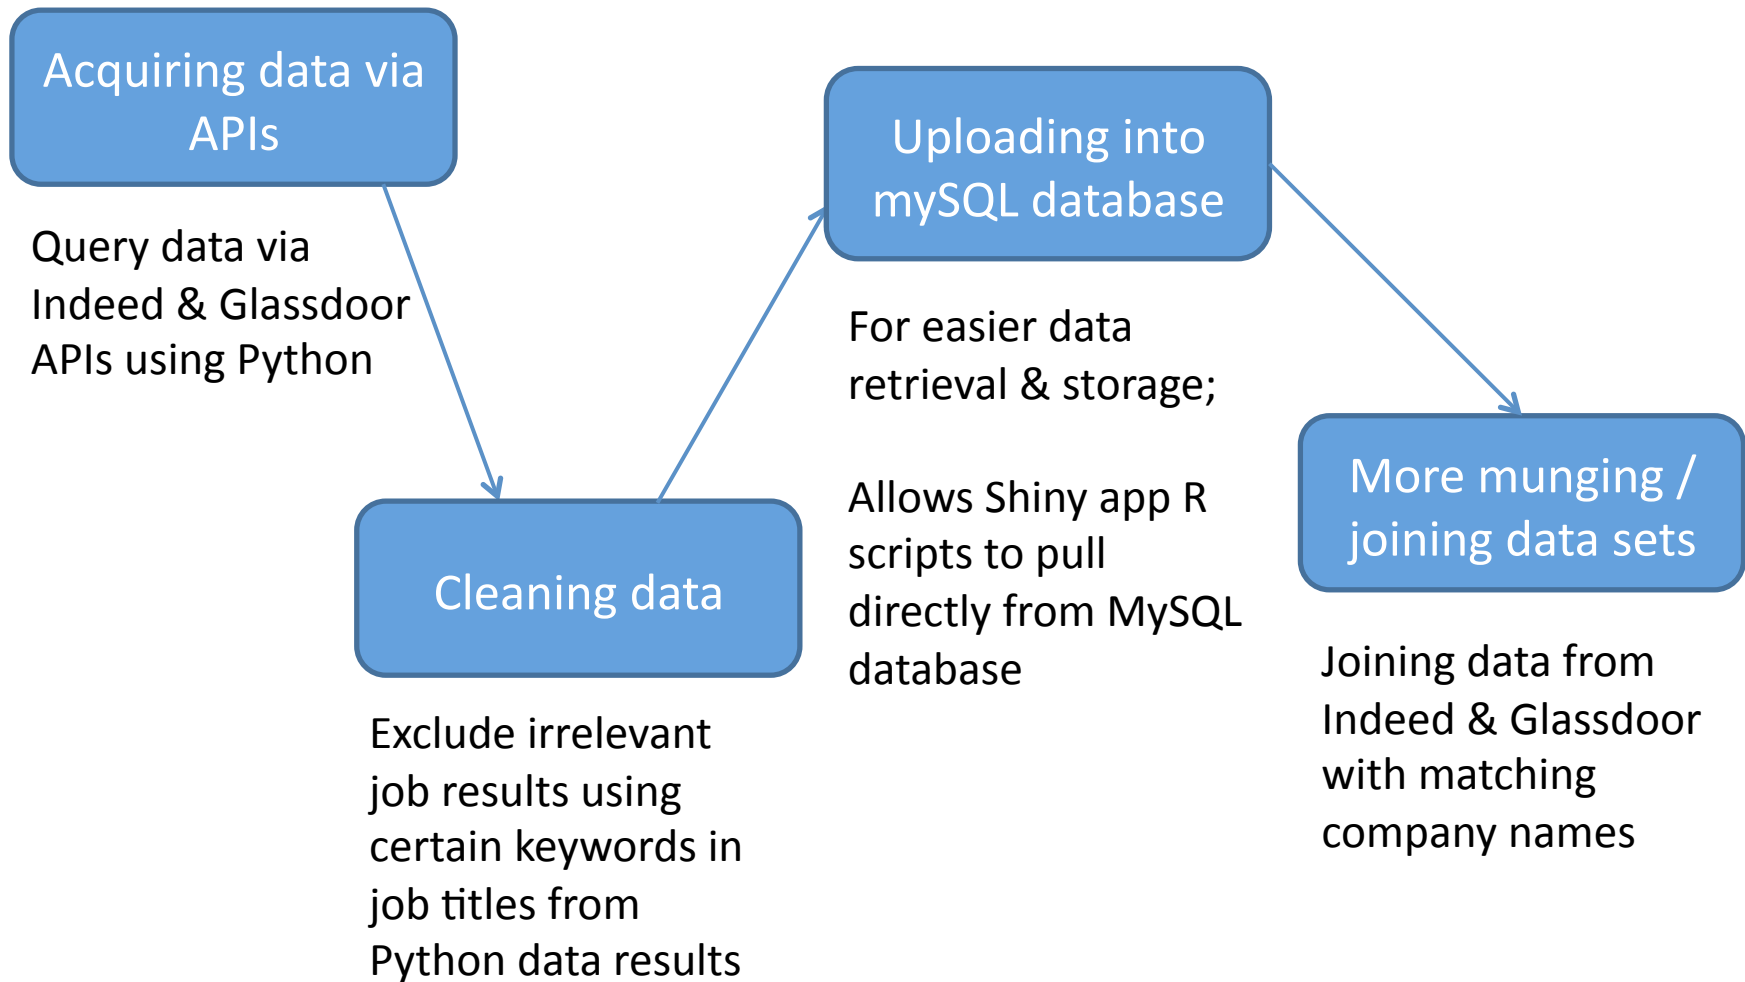 Acquiring data via
APIs
Query data via
Indeed & Glassdoor
APIs using Python
Cleaning data
Exclude irrelevant
job results using
certain keywords in
job titles from
Python data results
Uploading into
mySQL database
For easier data
retrieval & storage;
Allows Shiny app R
scripts to pull
directly from MySQL
database
More munging /
joining data sets
Joining data from
Indeed & Glassdoor
with matching
company names